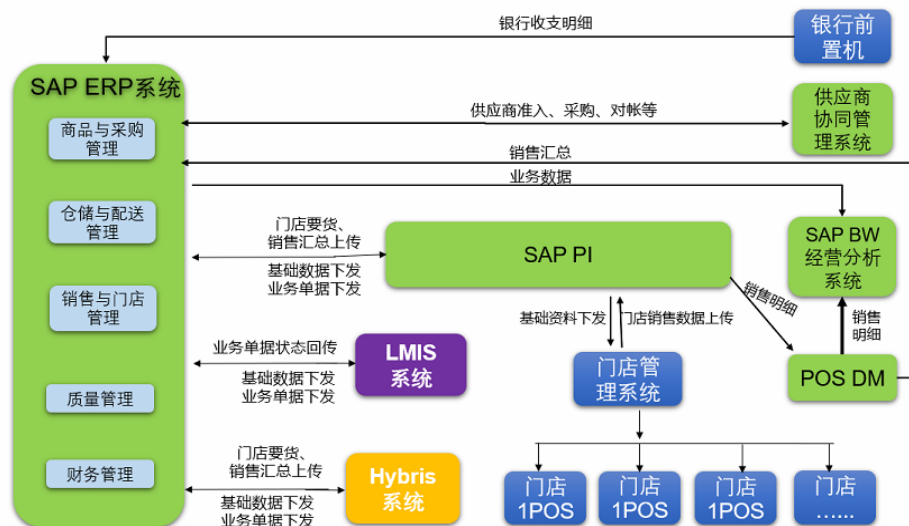 银行收支明细
银行前
置机
SAP ERP系统
供应商准入、采购、对帐等
供应商
协同管
理系统
商品与采购
管理
销售汇总
业务数据
仓储与配送
管理
门店要货、
销售汇总上传
基础数据下发
业务单据下发
SAP PI
SAP BW
经营分析
系统
销售与门店
管理
销售明细
基础资料下发
门店销售数据上传
销售
明细
业务单据状态回传
基础数据下发
业务单据下发
LMIS
系统
门店管
理系统
POS DM
质量管理
财务管理
门店要货、
销售汇总上传
基础数据下发
业务单据下发
Hybris
系统
门店
1POS
门店
1POS
门店
1POS
门店
……